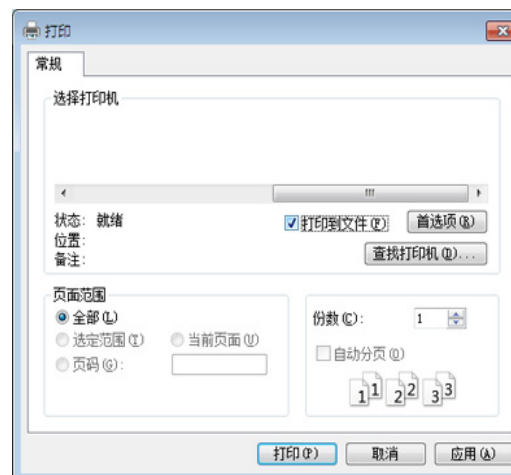 打印
常规
选择打印机
状态: 就绪
位置:
备注:
打印到文件(F)
首选项(R)
查找打印机(D)...
页面范围
全部(L)
选定范围(T)
当前页面(U)
页码(G):
份数(C): 1
自动分页(O)
1 1 2 2 3 3
打印(P)
取消
应用(A)